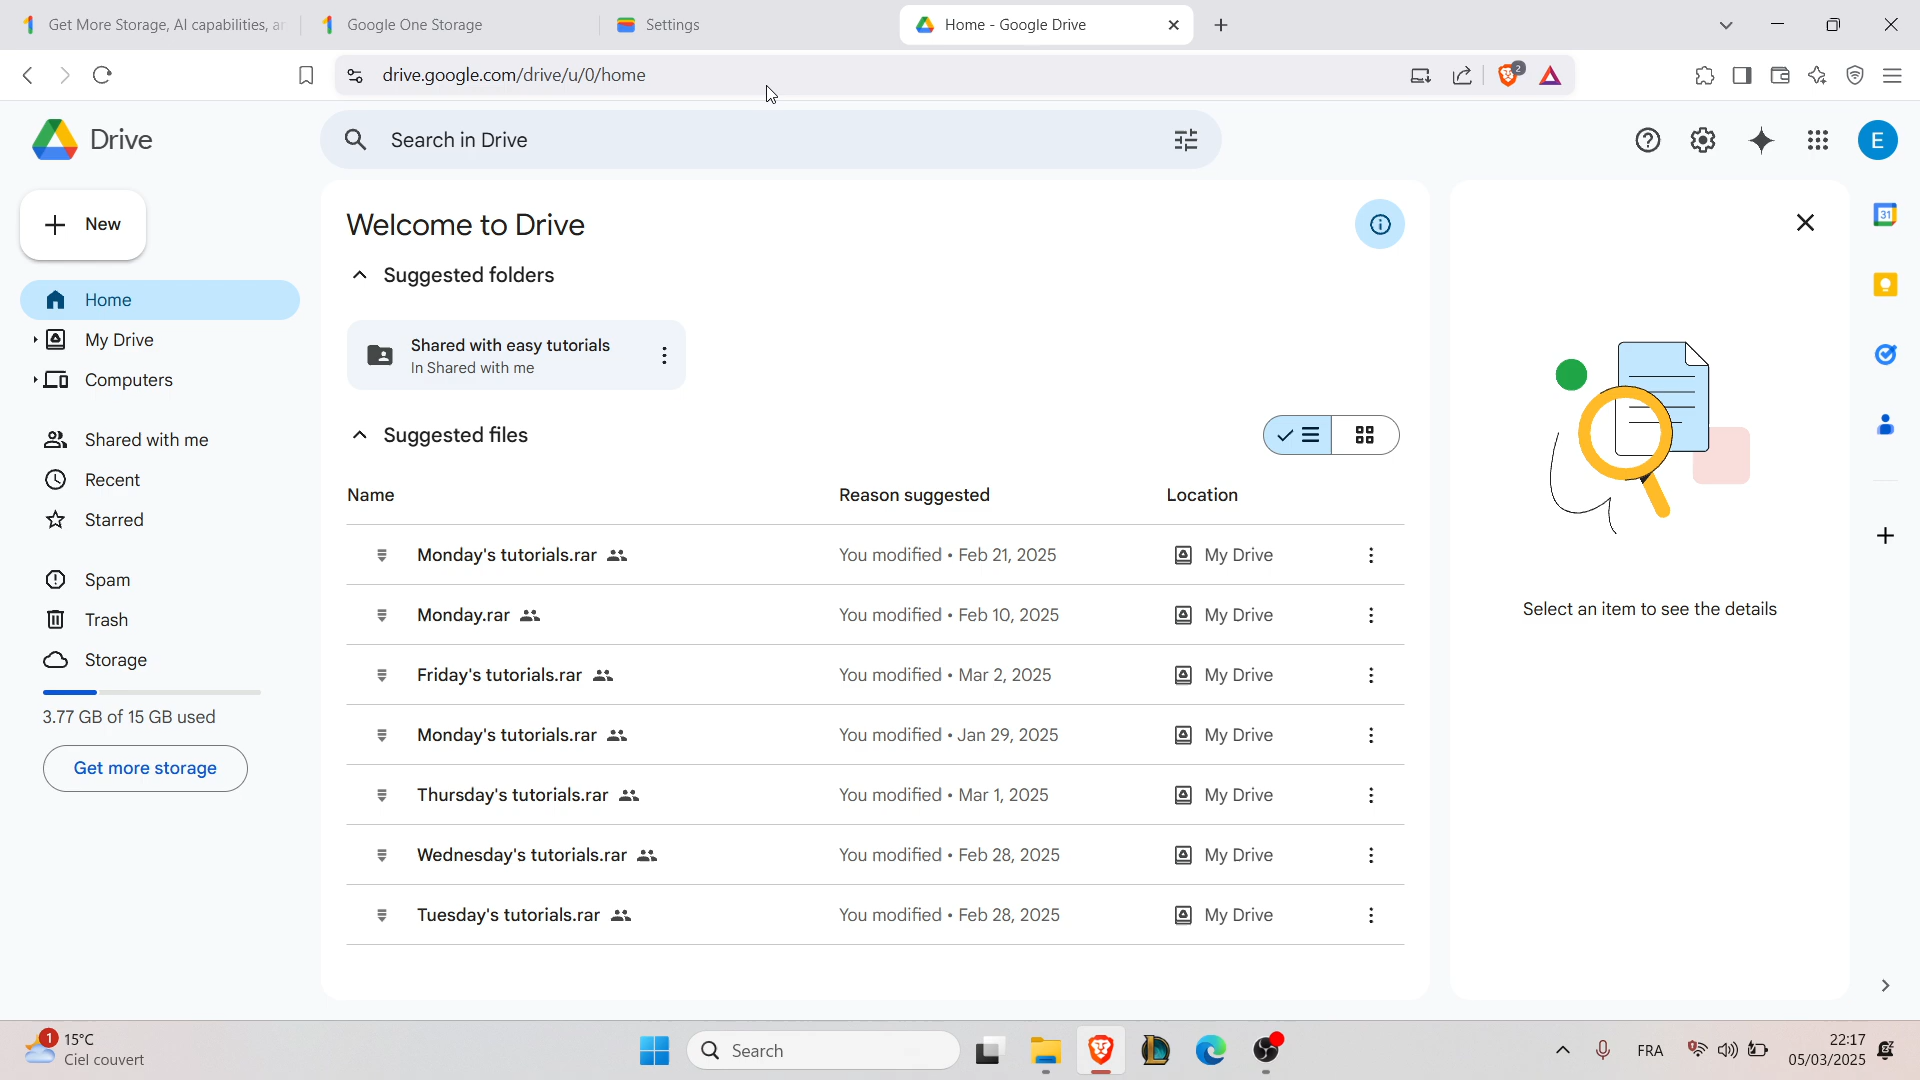 Get More Storage, AI capabilities, a
Google One Storage
Settings
Home - Google Drive
drive.google.com/drive/u/0/home
2
Drive
Search in Drive
E
New
Welcome to Drive
31
Home
My Drive
Computers
Shared with me
Recent
Starred
Spam
Trash
Storage
3.77 GB of 15 GB used
Get more storage
Suggested folders
Shared with easy tutorials
In Shared with me
Suggested files
Name Reason suggested Location
Monday's tutorials.rar You modified • Feb 21, 2025 My Drive
Monday.rar You modified • Feb 10, 2025 My Drive
Friday's tutorials.rar You modified • Mar 2, 2025 My Drive
Monday's tutorials.rar You modified • Jan 29, 2025 My Drive
Thursday's tutorials.rar You modified • Mar 1, 2025 My Drive
Wednesday's tutorials.rar You modified • Feb 28, 2025 My Drive
Tuesday's tutorials.rar You modified • Feb 28, 2025 My Drive
Select an item to see the details
1
15°C
Ciel couvert
Search
FRA
22:17
05/03/2025